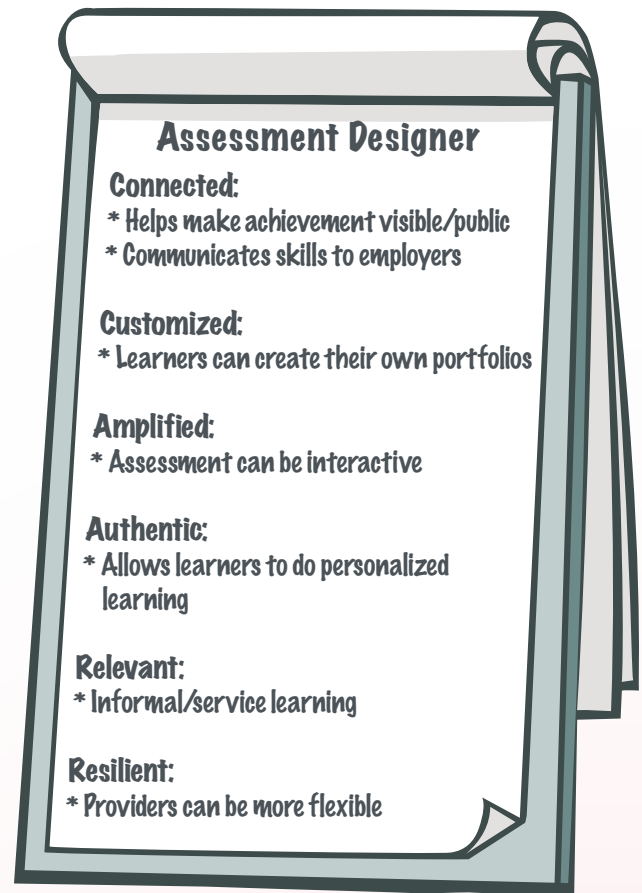 Assessment Designer
Connected:
* Helps make achievement visible/public
* Communicates skills to employers
Customized:
* Learners can create their own portfolios
Amplified:
* Assessment can be interactive
Authentic:
* Allows learners to do personalized
learning
Relevant:
* Informal/service learning
Resilient:
* Providers can be more flexible